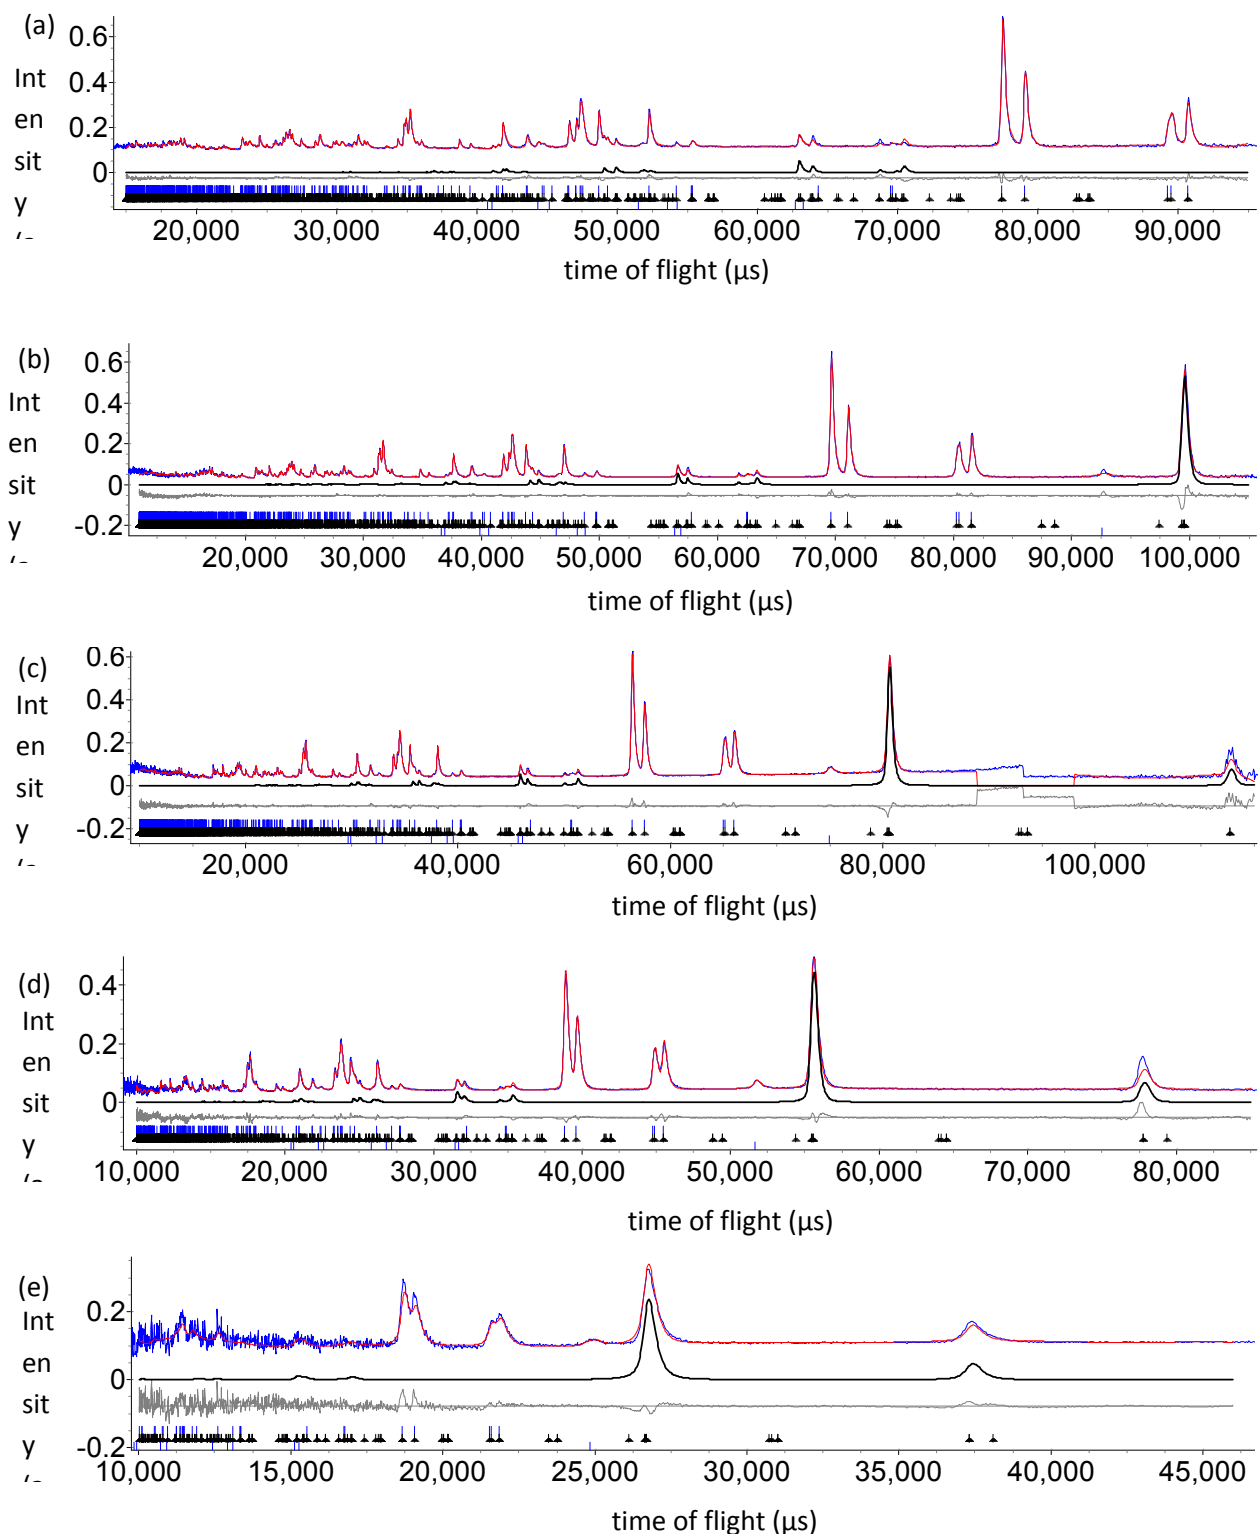 (a)
Int
en
sit
y
0.6
0.4
0.2
0
20,000 30,000 40,000 50,000 60,000 70,000 80,000 90,000
time of flight (µs)
(b)
Int
en
sit
y
0.6
0.4
0.2
0
-0.2
20,000 30,000 40,000 50,000 60,000 70,000 80,000 90,000 100,000
time of flight (µs)
(c)
Int
en
sit
y
0.6
0.4
0.2
0
-0.2
20,000 40,000 60,000 80,000 100,000
time of flight (µs)
(d)
Int
en
sit
y
0.4
0.2
0
10,000 20,000 30,000 40,000 50,000 60,000 70,000 80,000
time of flight (µs)
(e)
Int
en
sit
y
0.2
0
-0.2
10,000 15,000 20,000 25,000 30,000 35,000 40,000 45,000
time of flight (µs)